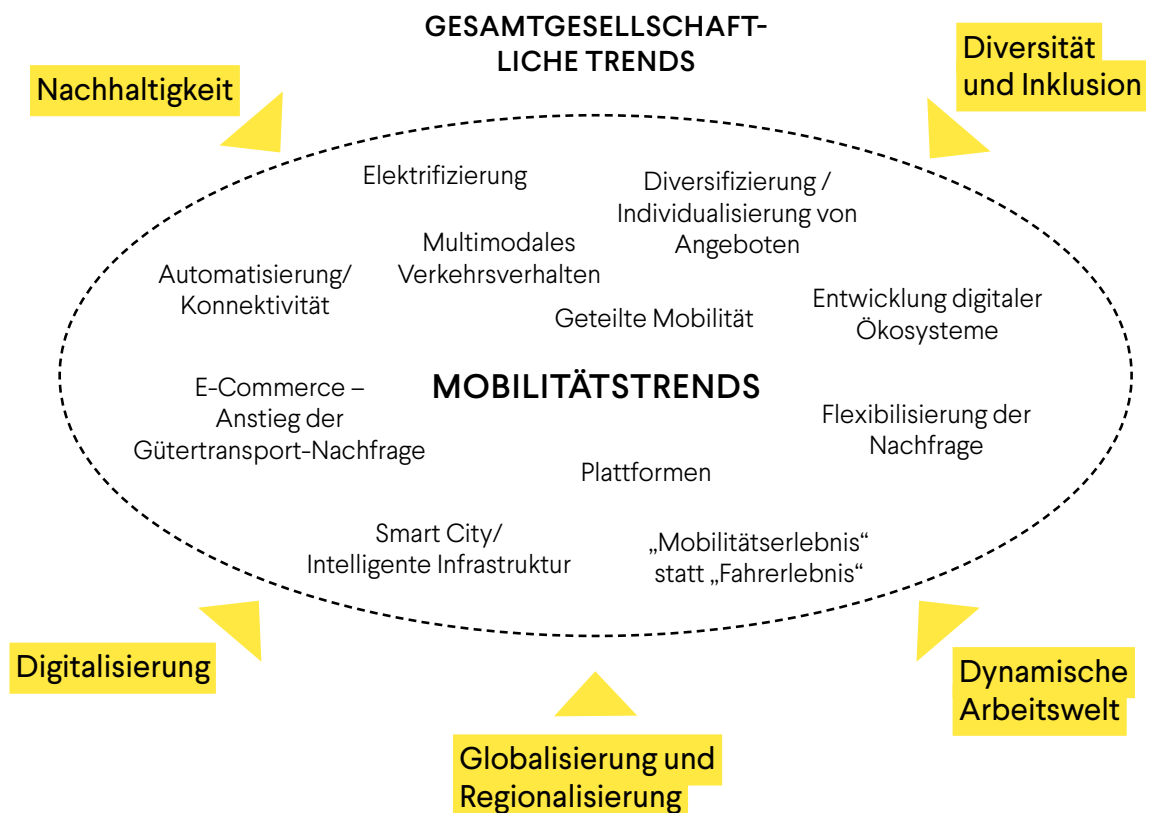 GESAMTGESELLSCHAFT-
LICHE TRENDS
Nachhaltigkeit
Diversität
und Inklusion
Elektrifizierung
Diversifizierung /
Individualisierung von
Angeboten
Multimodales
Verkehrsverhalten
Automatisierung/
Konnektivität
Geteilte Mobilität
Entwicklung digitaler
Ökosysteme
MOBILITÄTSTRENDS
E-Commerce –
Anstieg der
Gütertransport-Nachfrage
Flexibilisierung der
Nachfrage
Plattformen
Smart City/
Intelligente Infrastruktur
„Mobilitätserlebnis“
statt „Fahrerlebnis“
Digitalisierung
Dynamische
Arbeitswelt
Globalisierung und
Regionalisierung